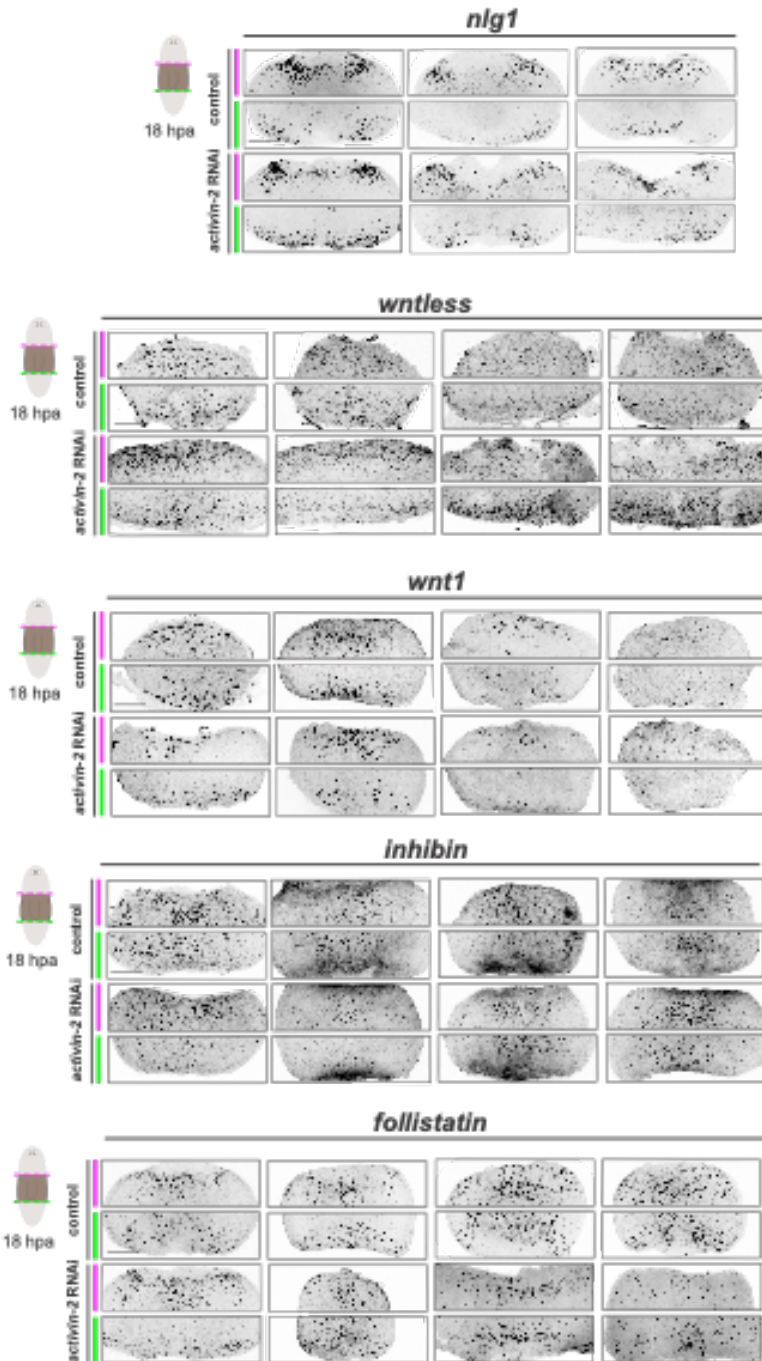 nlg1
control
18 hpa
activin-2 RNAi
wntless
control
18 hpa
activin-2 RNAi
wnt1
control
18 hpa
activin-2 RNAi
inhibin
control
18 hpa
activin-2 RNAi
follistatin
control
18 hpa
activin-2 RNAi